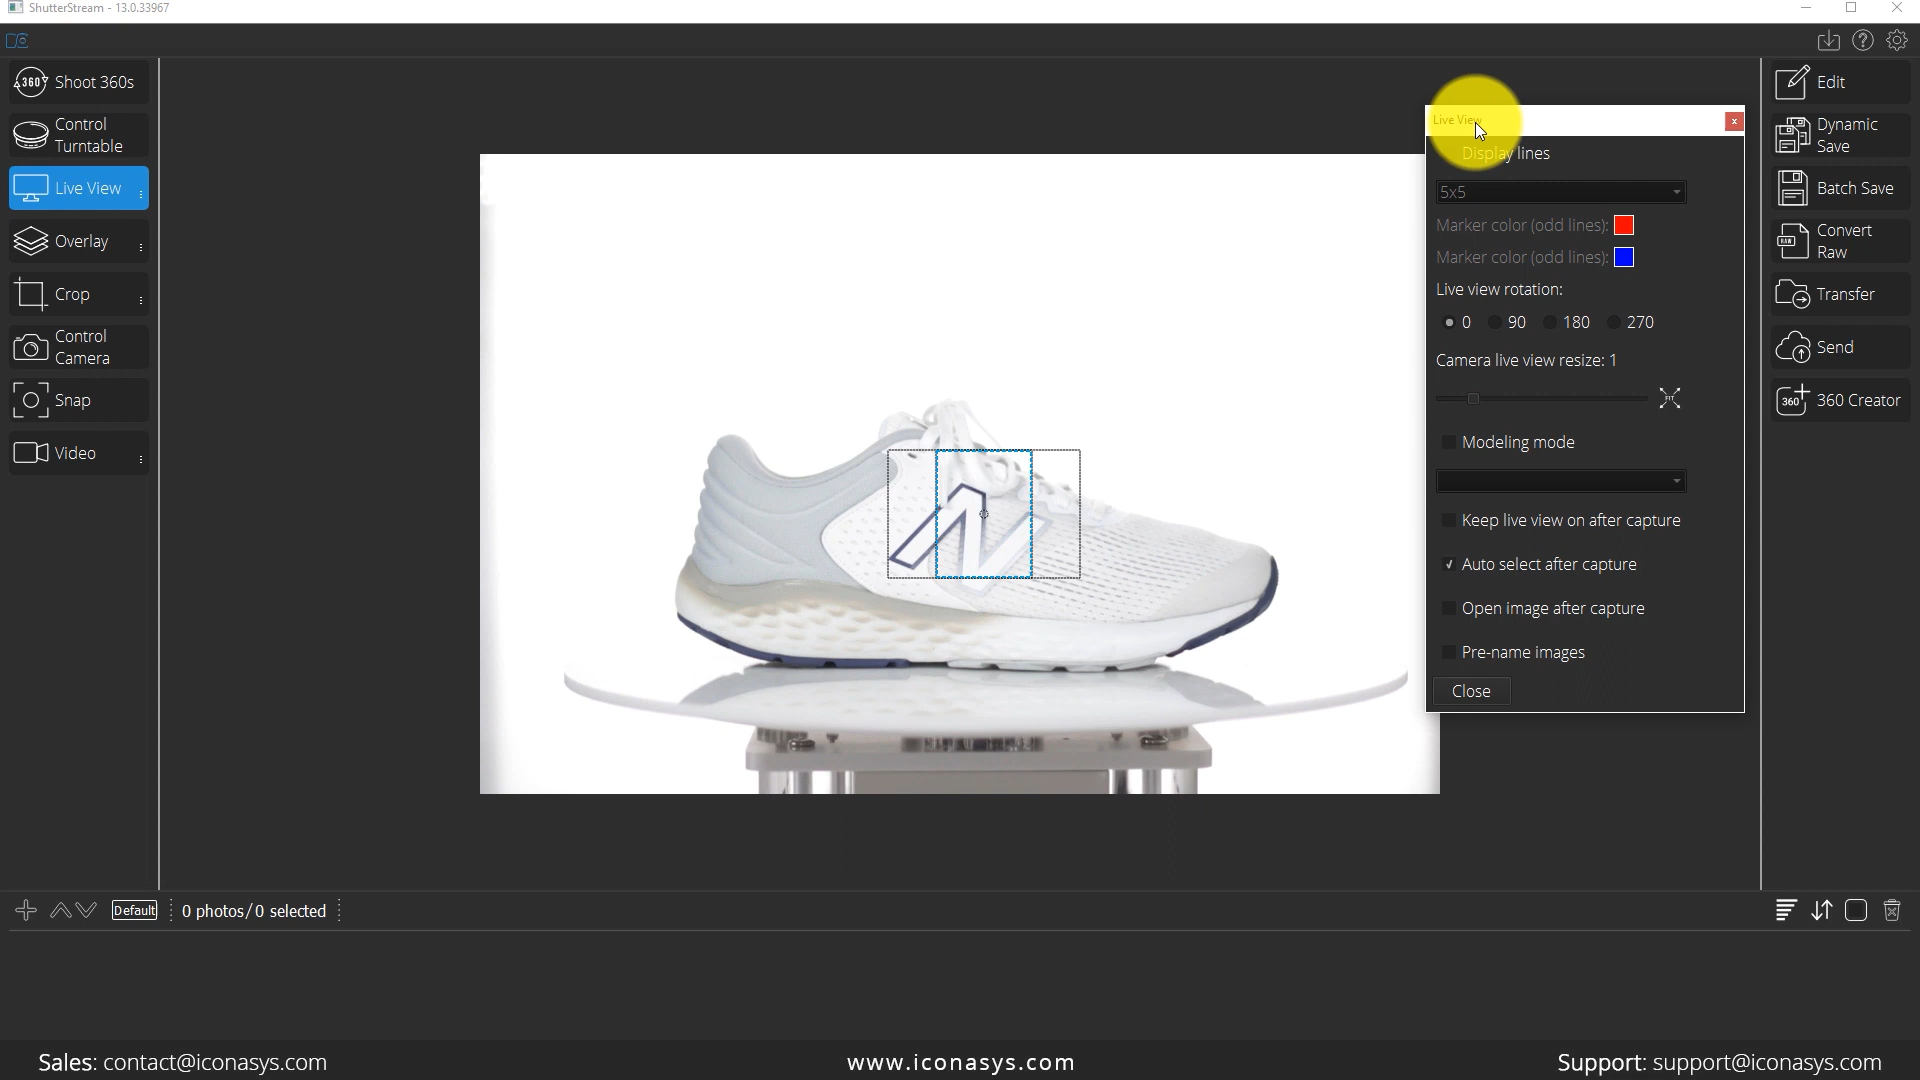 ShutterStream - 13.0.33967
Shoot 360s
Control
Turntable
Live View
Overlay
Crop
Control
Camera
Snap
Video
Live View
Display lines
5x5
Marker color (odd lines):
Marker color (odd lines):
Live view rotation:
0 90 180 270
Camera live view resize: 1
FIT
Modeling mode
Keep live view on after capture
Auto select after capture
Open image after capture
Pre-name images
Close
Edit
Dynamic
Save
Batch Save
Convert
Raw
Transfer
Send
360 Creator
Default
0 photos/0 selected
Sales: contact@iconasys.com
www.iconasys.com
Support: support@iconasys.com
360
RAW
360
N